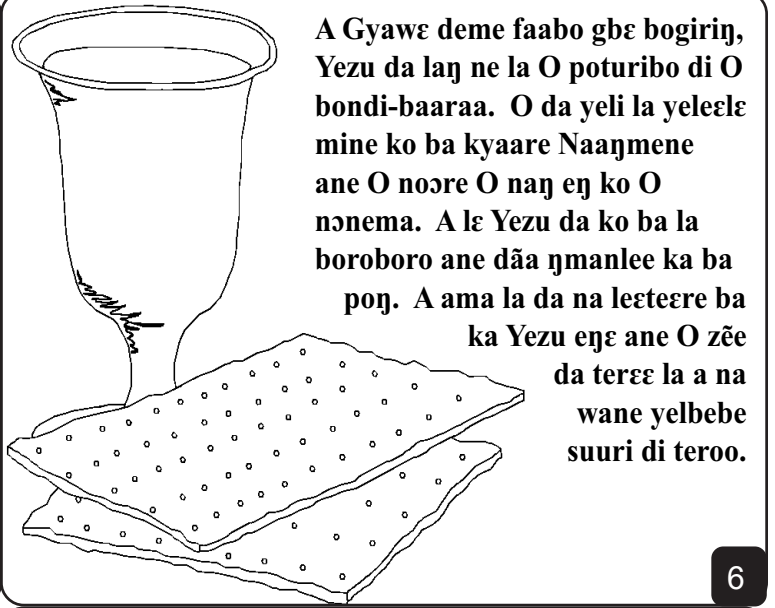 A Gyawɛ deme faabo gbɛ bogiriŋ,
Yezu da laŋ ne la O poturibo di O
bondi-baaraa. O da yeli la yeleɛlɛ
mine ko ba kyaare Naaŋmene
ane O noɔre O naŋ eŋ ko O
nɔnema. A lɛ Yezu da ko ba la
boroboro ane dãa ŋmanlee ka ba
poŋ. A ama la da na leɛteɛre ba
ka Yezu eŋɛ ane O zẽe
da terɛɛ la a na
wane yelbebe
suuri di teroo.
6